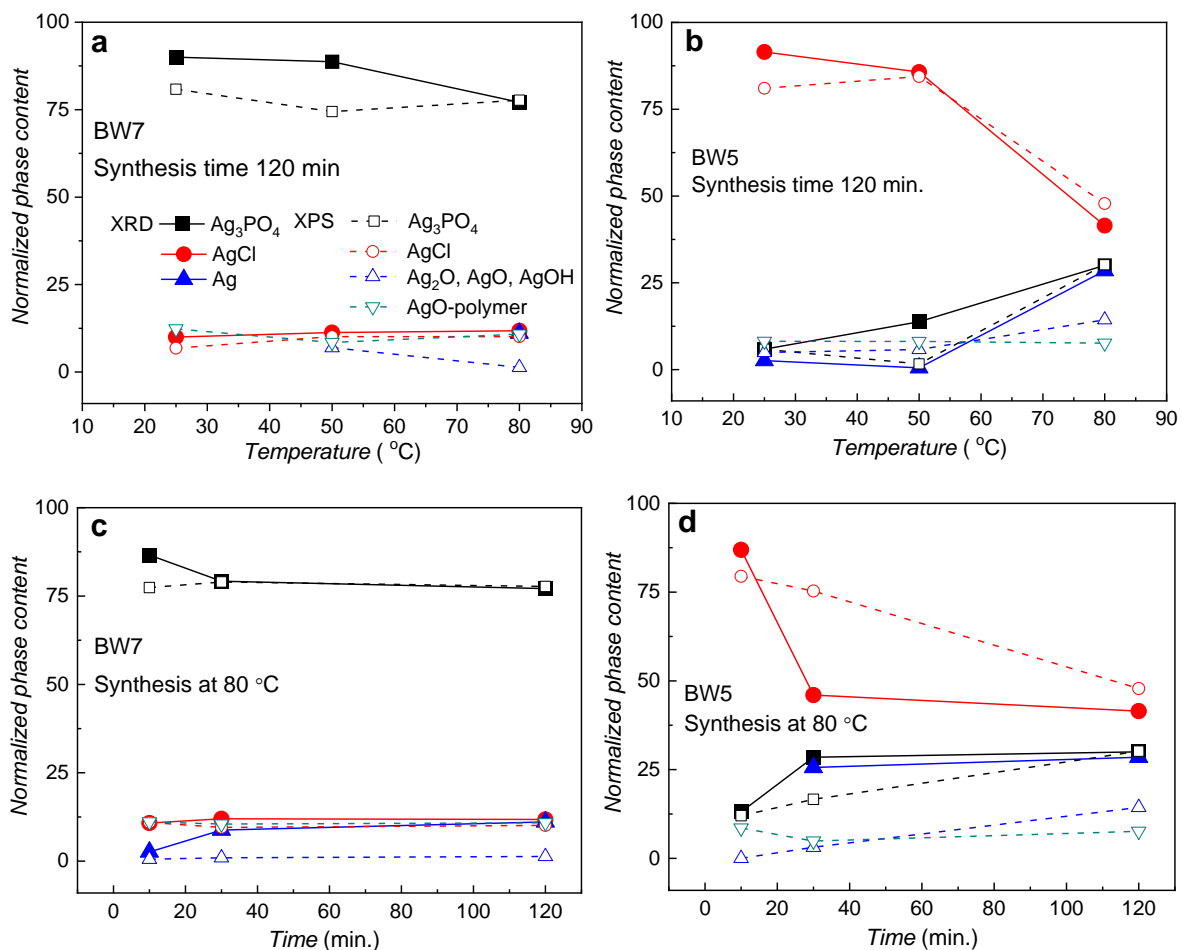 a
Normalized phase content
100
75
50
25
0
BW7
Synthesis time 120 min
XRD
Ag₃PO₄
AgCl
Ag
XPS
Ag₃PO₄
AgCl
Ag₂O, AgO, AgOH
AgO-polymer
10 20 30 40 50 60 70 80 90
Temperature ( °C)
b
Normalized phase content
100
75
50
25
0
BW5
Synthesis time 120 min.
10 20 30 40 50 60 70 80 90
Temperature ( °C)
c
Normalized phase content
100
75
50
25
0
BW7
Synthesis at 80 °C
0 20 40 60 80 100 120
Time (min.)
d
Normalized phase content
100
75
50
25
0
BW5
Synthesis at 80 °C
0 20 40 60 80 100 120
Time (min.)